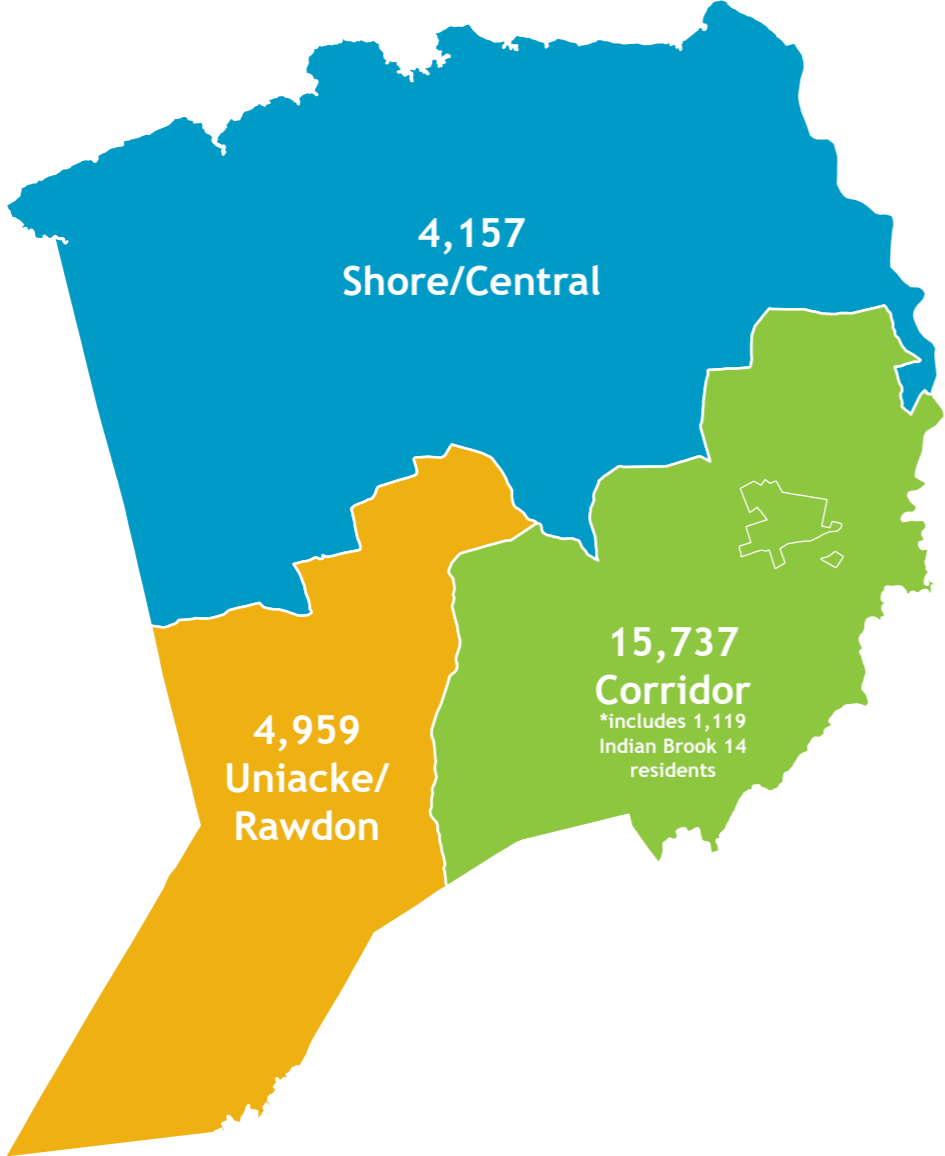 4,157
Shore/Central
15,737
Corridor
*includes 1,119
Indian Brook 14
residents
4,959
Uniacke/
Rawdon